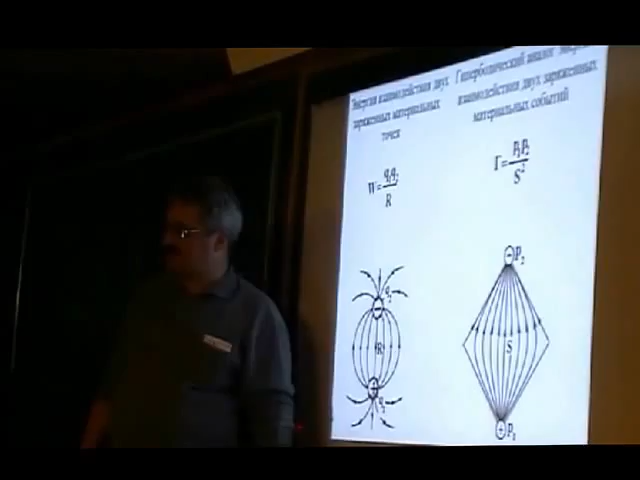 Энергия взаимодействия двух
заряженных материальных
точек
Гиперболический аналог энергии
взаимодействия двух заряженных
материальных событий
W = q₁q₂ / R
Г = p₁p₂ / S²
q₂
R
q₁
+ p₂
S
+ p₁